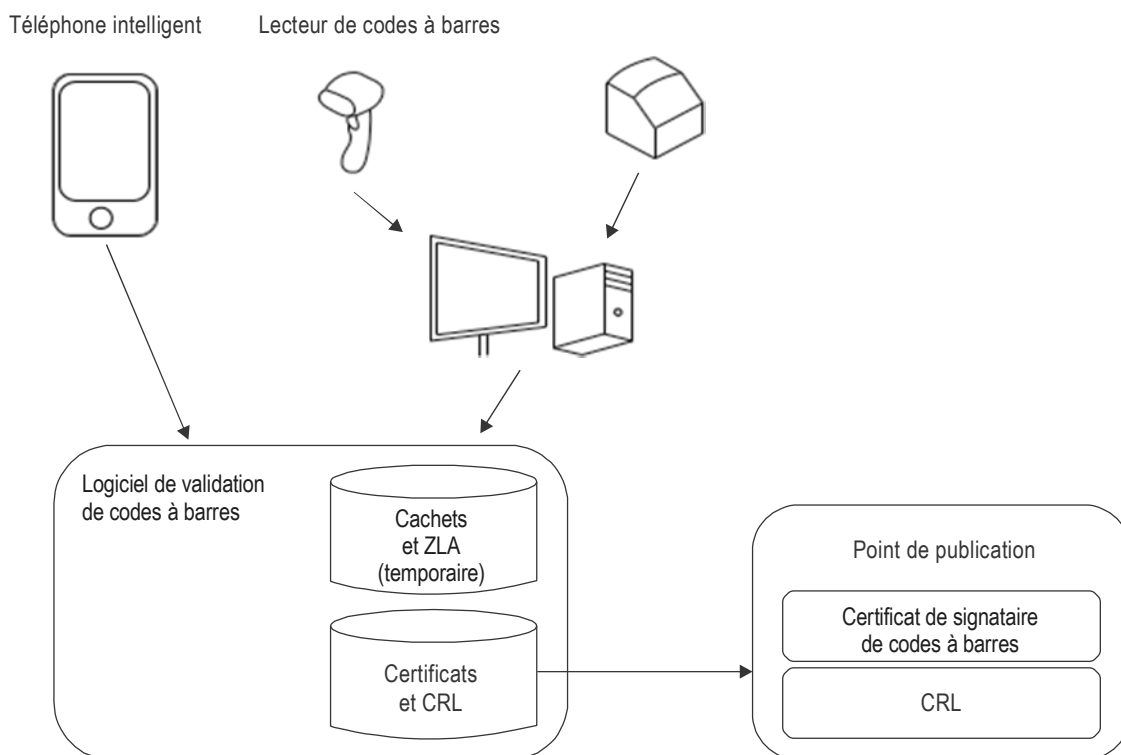 Téléphone intelligent
Lecteur de codes à barres
Logiciel de validation
de codes à barres
Cachets
et ZLA
(temporaire)
Certificats
et CRL
Point de publication
Certificat de signataire
de codes à barres
CRL